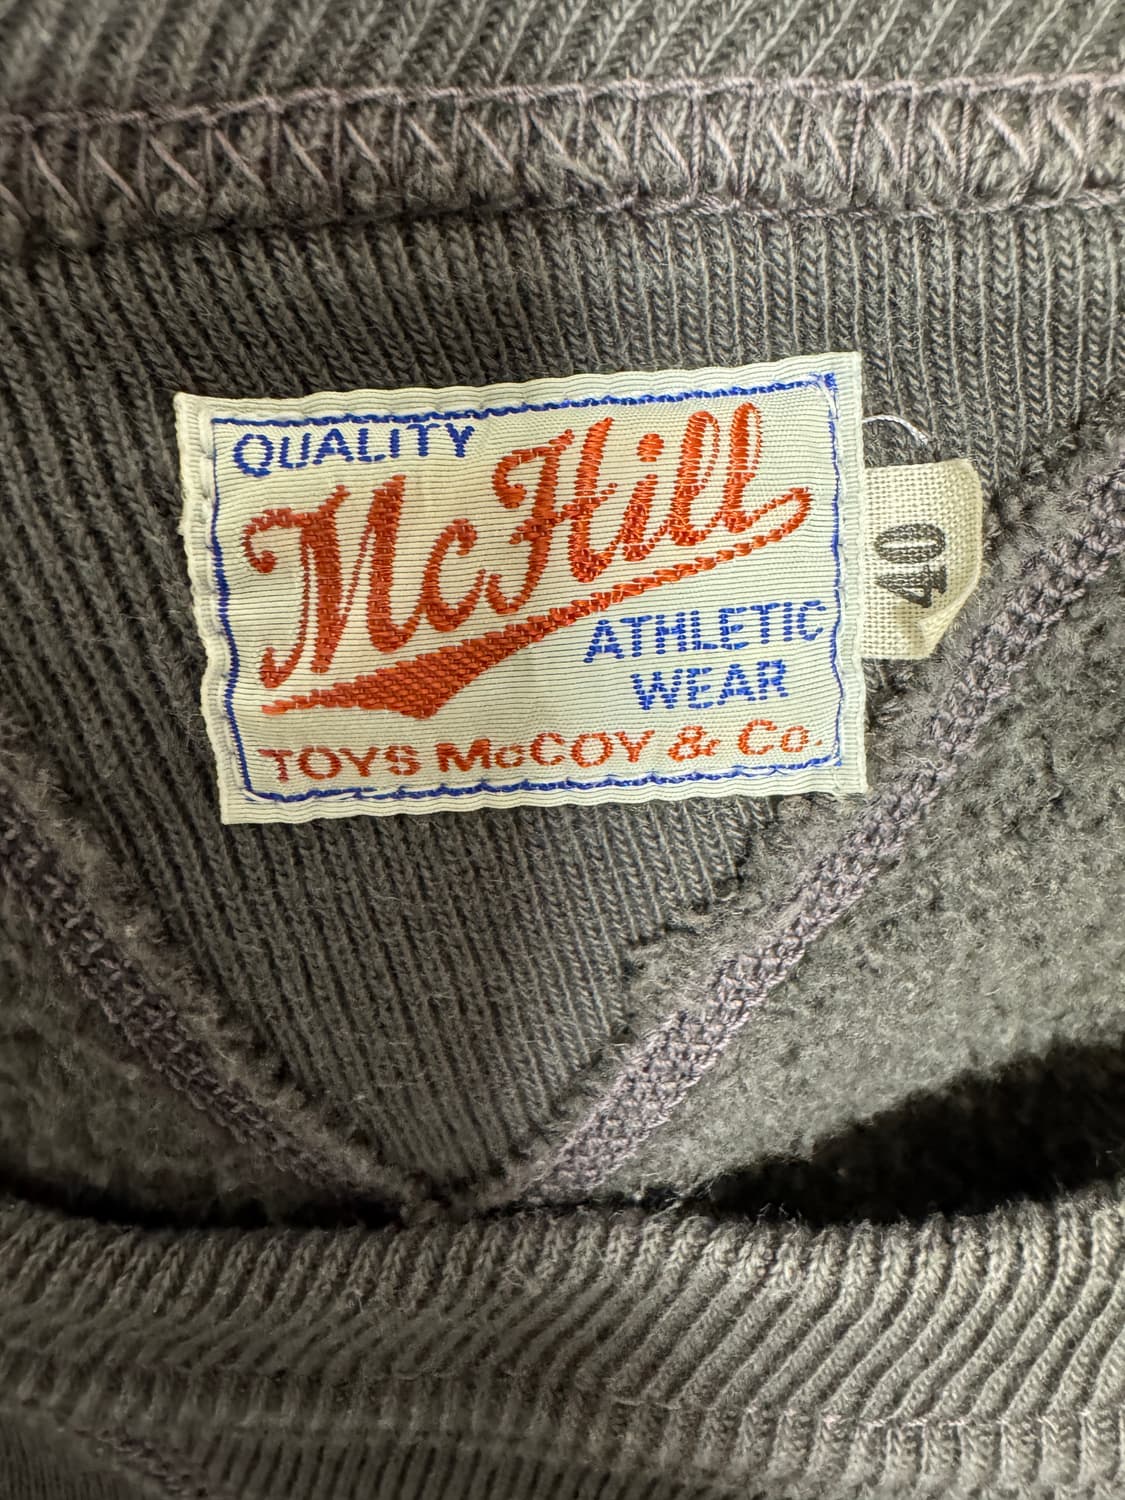 QUALITY
McHill
ATHLETIC
WEAR
TOYS McCOY & Co.
40